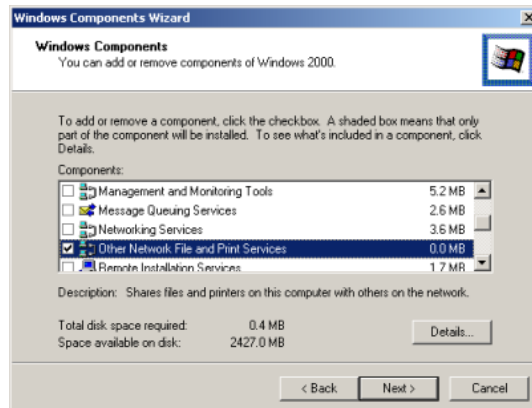 Windows Components Wizard
Windows Components
You can add or remove components of Windows 2000.
To add or remove a component, click the checkbox. A shaded box means that only
part of the component will be installed. To see what's included in a component, click
Details.
Components:
Management and Monitoring Tools 5.2 MB
Message Queuing Services 2.6 MB
Networking Services 3.6 MB
Other Network File and Print Services 0.0 MB
Remote Installation Services 1.7 MB
Description: Shares files and printers on this computer with others on the network.
Total disk space required: 0.4 MB
Space available on disk: 2427.0 MB
Details...
< Back Next > Cancel